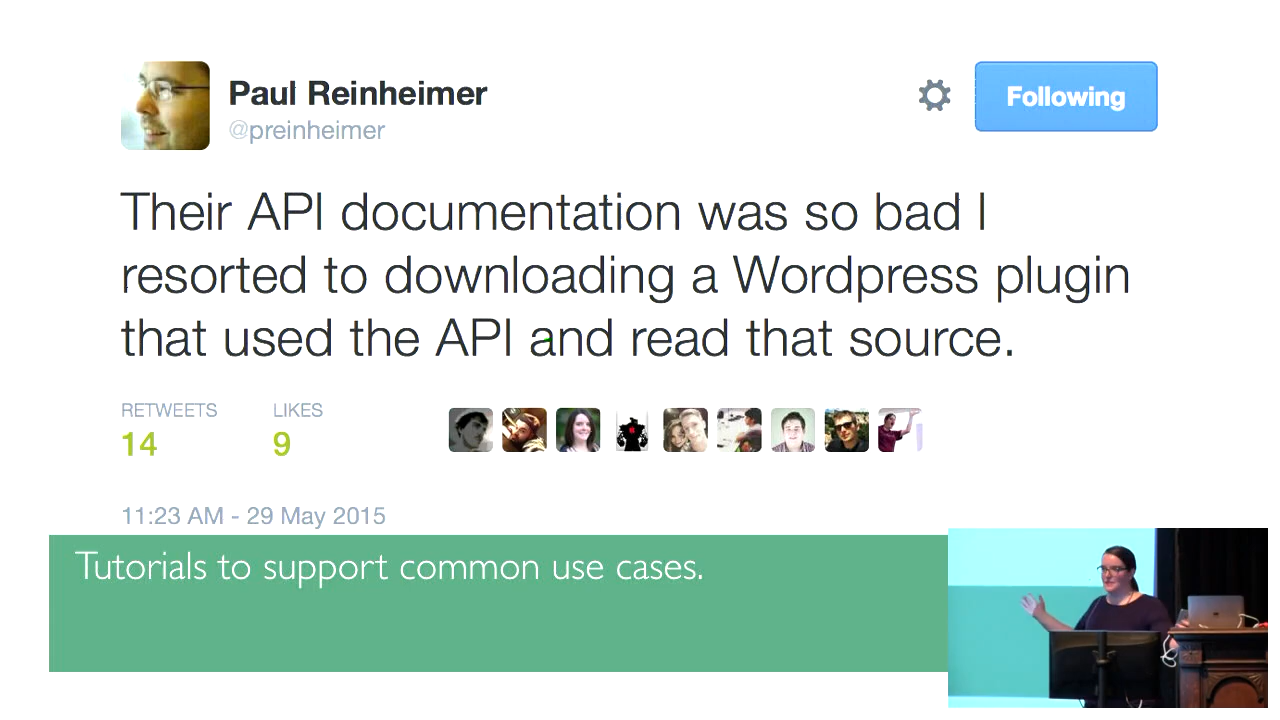 Paul Reinheimer
@preinheimer
Following
Their API documentation was so bad I
resorted to downloading a Wordpress plugin
that used the API and read that source.
RETWEETS LIKES
14 9
11:23 AM - 29 May 2015
Tutorials to support common use cases.